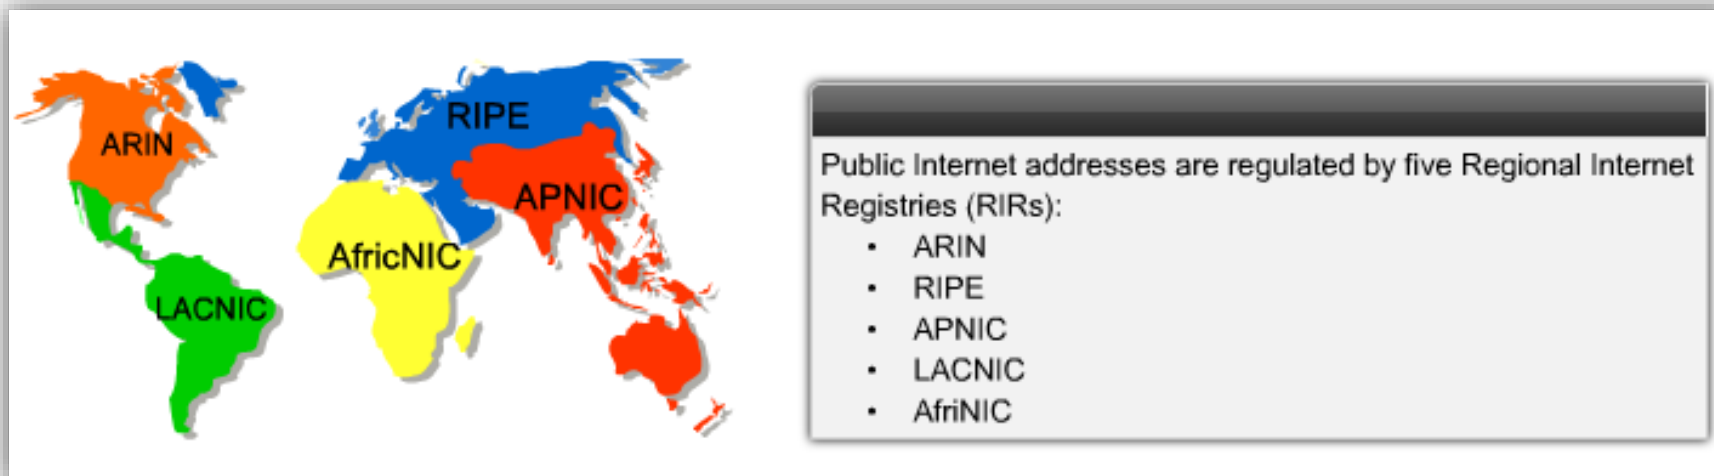 ARIN
RIPE
APNIC
AfricNIC
LACNIC
Public Internet addresses are regulated by five Regional Internet
Registries (RIRs):
• ARIN
• RIPE
• APNIC
• LACNIC
• AfriNIC